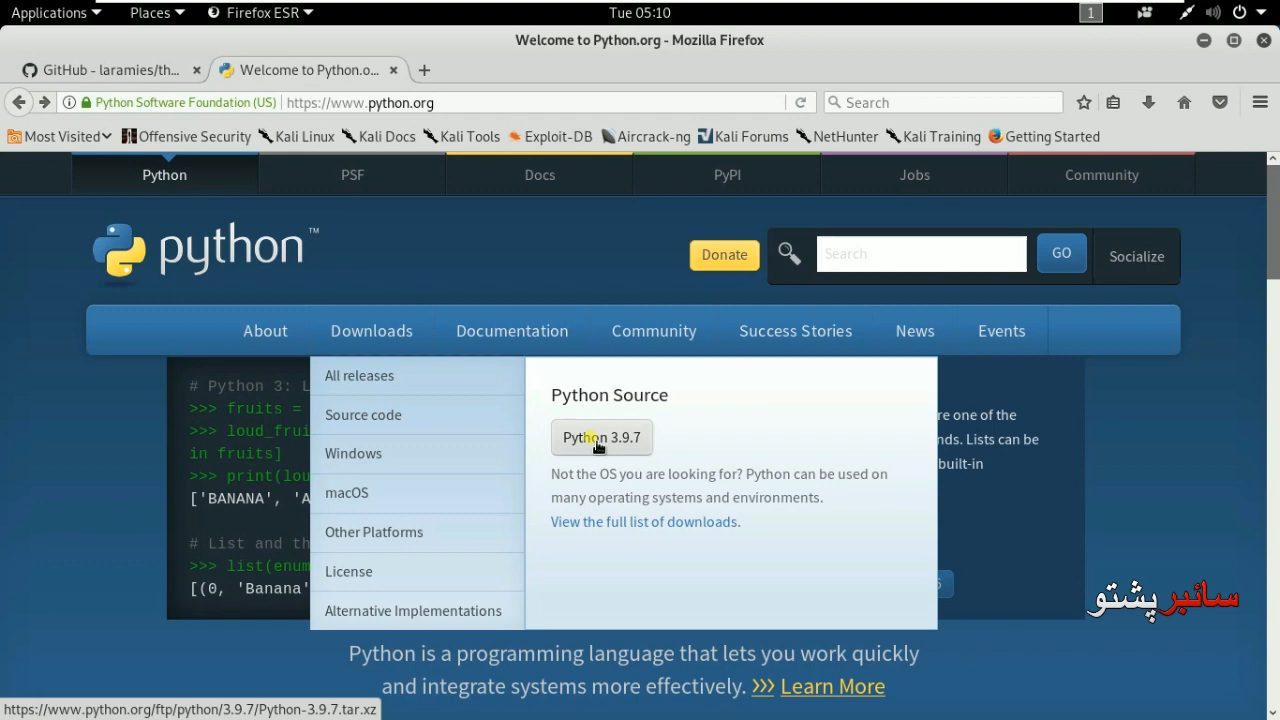 Applications Places Firefox ESR Tue 05:10 1
Welcome to Python.org - Mozilla Firefox
GitHub - laramies/th... Welcome to Python.o...
Python Software Foundation (US) https://www.python.org Search
Most Visited Offensive Security Kali Linux Kali Docs Kali Tools Exploit-DB Aircrack-ng Kali Forums NetHunter Kali Training Getting Started
Python PSF Docs PyPI Jobs Community
python™
Donate Search GO Socialize
About Downloads Documentation Community Success Stories News Events
All releases
Source code
Windows
macOS
Other Platforms
License
Alternative Implementations
Python Source
Python 3.9.7
Not the OS you are looking for? Python can be used on
many operating systems and environments.
View the full list of downloads.
# Python 3: L
>>> fruits =
>>> loud_frui
in fruits]
>>> print(lou
['BANANA', 'A
# List and th
>>> list(enum
[(0, 'Banana'
re one of the
nds. Lists can be
built-in
5
سائبر پشتو
Python is a programming language that lets you work quickly
and integrate systems more effectively. >>> Learn More
https://www.python.org/ftp/python/3.9.7/Python-3.9.7.tar.xz